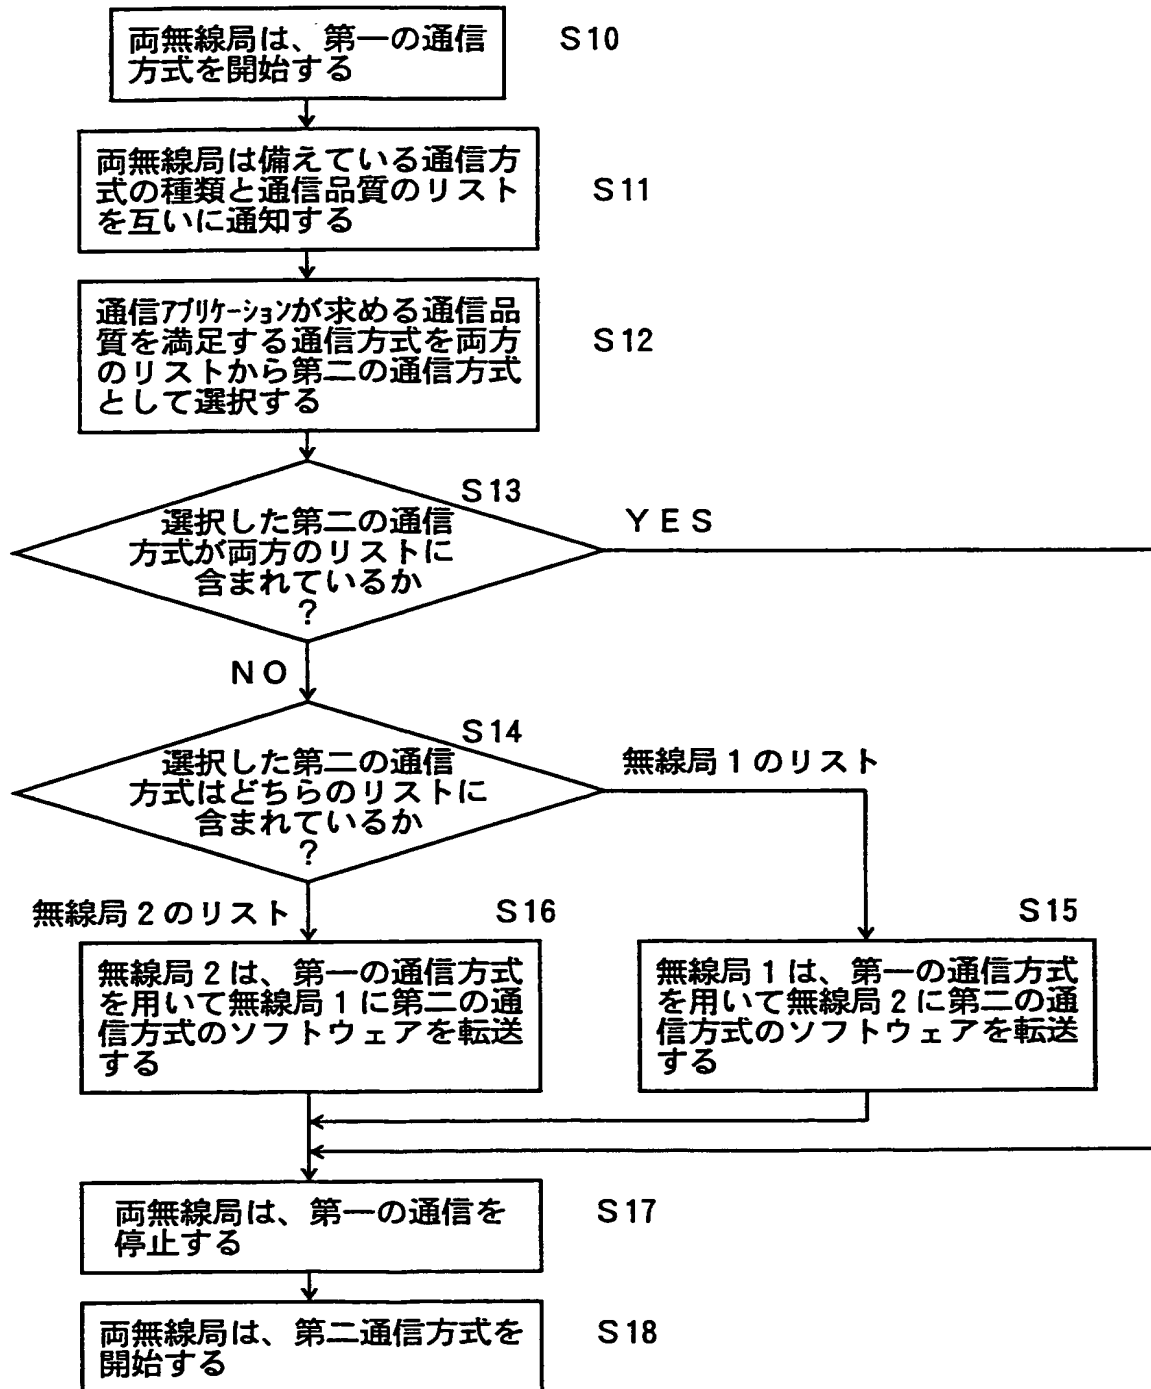 両無線局は、第一の通信
方式を開始する
S10
両無線局は備えている通信方
式の種類と通信品質のリスト
を互いに通知する
S11
通信アプリケーションが求める通信品
質を満足する通信方式を両方
のリストから第二の通信方式
として選択する
S12
S13
選択した第二の通信
方式が両方のリストに
含まれているか
?
YES
NO
S14
選択した第二の通信
方式はどちらのリストに
含まれているか
?
無線局1のリスト
無線局2のリスト
S16
S15
無線局2は、第一の通信方式
を用いて無線局1に第二の通
信方式のソフトウェアを転送
する
無線局1は、第一の通信方式
を用いて無線局2に第二の通
信方式のソフトウェアを転送
する
両無線局は、第一の通信を
停止する
S17
両無線局は、第二通信方式を
開始する
S18